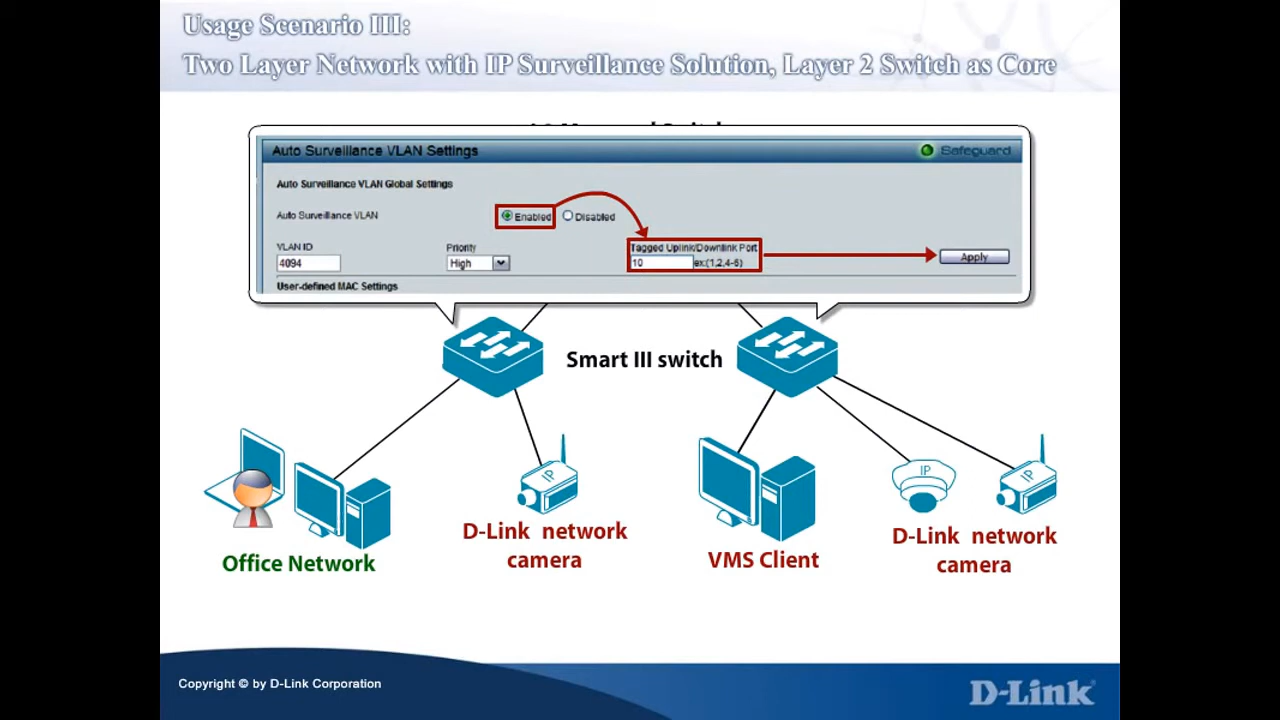 Usage Scenario III:
Two Layer Network with IP Surveillance Solution, Layer 2 Switch as Core
Auto Surveillance VLAN Settings
Safeguard
Auto Surveillance VLAN Global Settings
Auto Surveillance VLAN Enabled Disabled
VLAN ID Priority Tagged Uplink/Downlink Port
4094 High 10 ex:(1,2,4-6) Apply
User-defined MAC Settings
Smart III switch
IP
IP
IP
Office Network
D-Link network
camera
VMS Client
D-Link network
camera
Copyright © by D-Link Corporation
D-Link